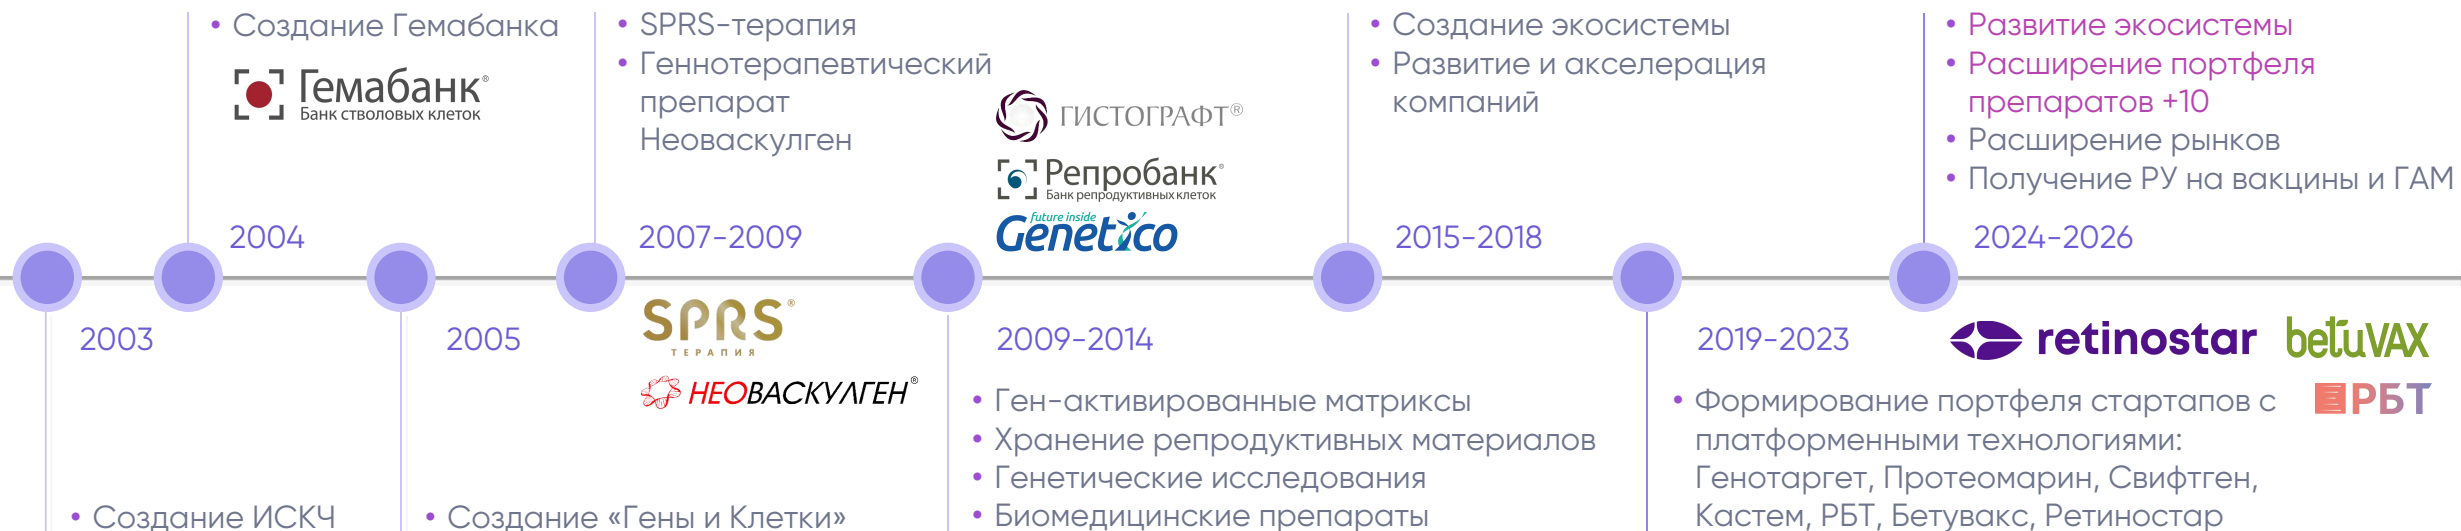 • Создание Гемабанка
Гемабанк®
Банк стволовых клеток
2004
• SPRS-терапия
• Геннотерапевтический
препарат
Неоваскулген
2007-2009
ГИСТОГРАФТ®
Репробанк®
Банк репродуктивных клеток
future inside
Genetico
• Создание экосистемы
• Развитие и акселерация
компаний
2015-2018
• Развитие экосистемы
• Расширение портфеля
препаратов +10
• Расширение рынков
• Получение РУ на вакцины и ГАМ
2024-2026
2003
• Создание ИСКЧ
2005
• Создание «Гены и Клетки»
SPRS®
ТЕРАПИЯ
НЕОВАСКУЛГЕН®
2009-2014
• Ген-активированные матриксы
• Хранение репродуктивных материалов
• Генетические исследования
• Биомедицинские препараты
2019-2023
retinostar
betuVAX
РБТ
• Формирование портфеля стартапов с
платформенными технологиями:
Генотаргет, Протеомарин, Свифтген,
Кастем, РБТ, Бетувакс, Ретиностар